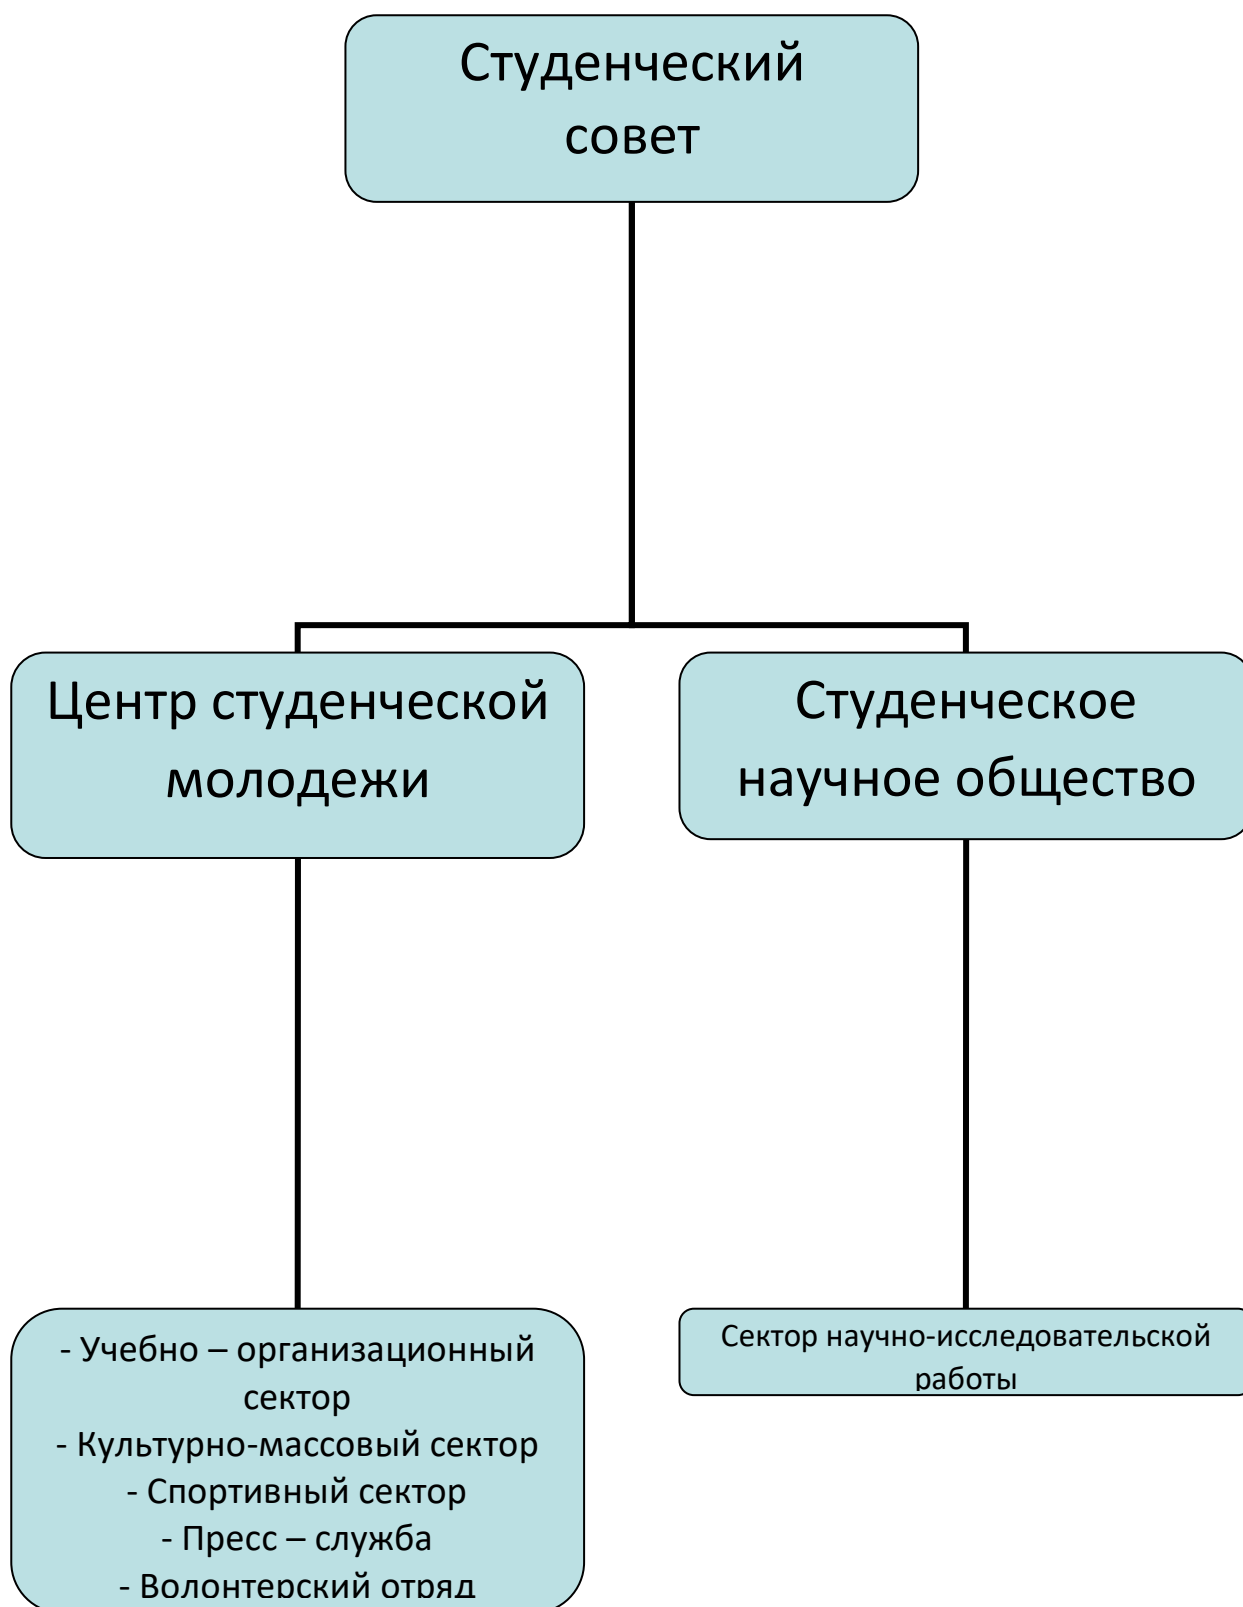 Студенческий
совет
Центр студенческой
молодежи
Студенческое
научное общество
- Учебно – организационный
сектор
- Культурно-массовый сектор
- Спортивный сектор
- Пресс – служба
- Волонтерский отряд
Сектор научно-исследовательской
работы